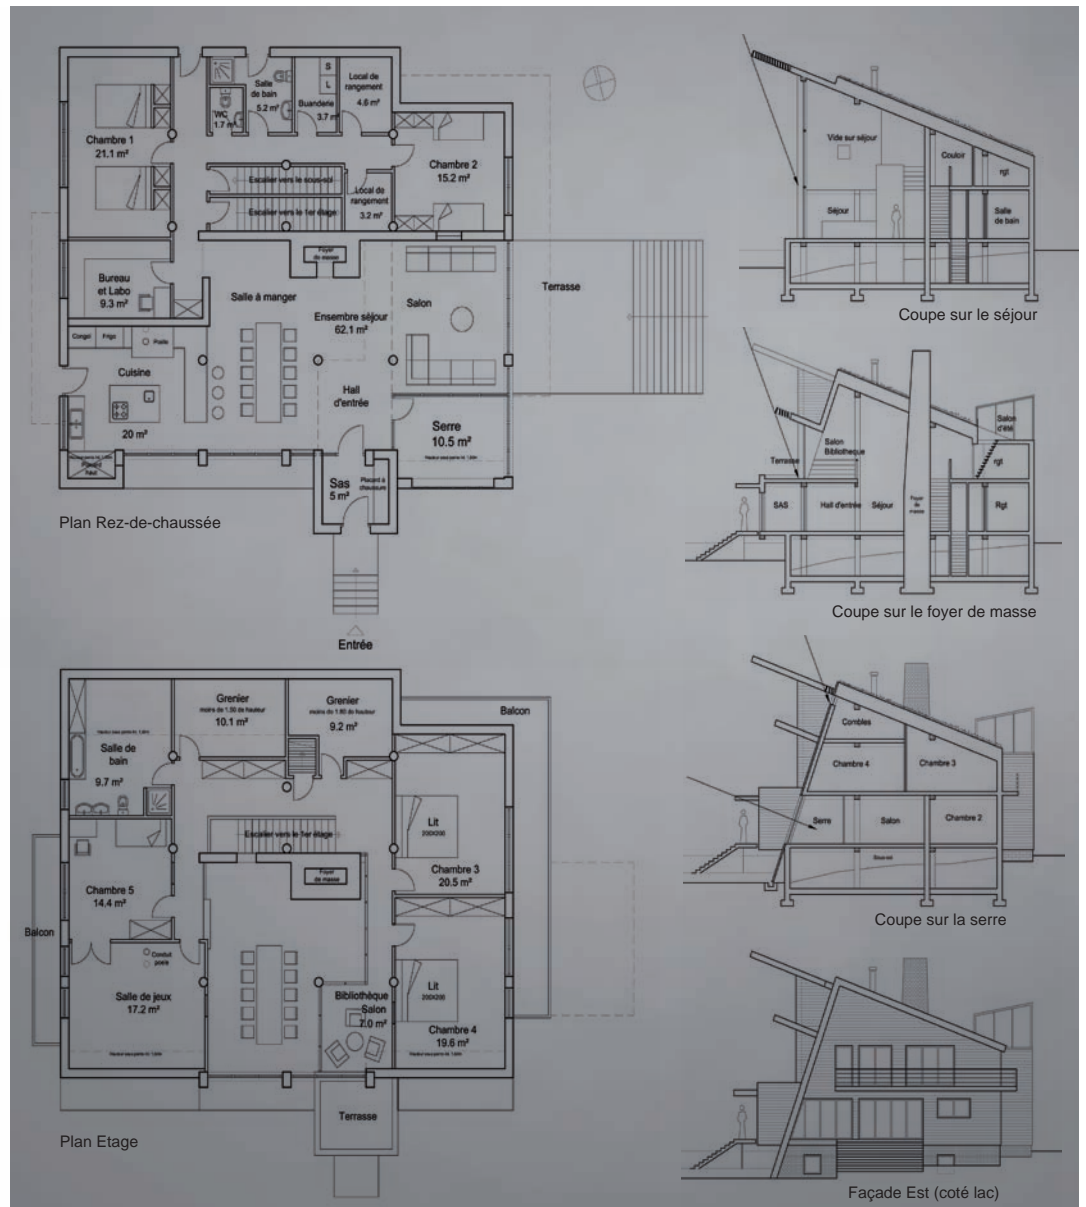 S
L
Local de
rangement
4.6 m²
Salle
de bain
5.2 m²
WC
1.7 m²
Buanderie
3.7 m²
Chambre 1
21.1 m²
Chambre 2
15.2 m²
Escalier vers le sous-sol
Escalier vers le 1er étage
Local de
rangement
3.2 m²
Foyer
de masse
Bureau
et Labo
9.3 m²
Salle à manger
Ensembre séjour
62.1 m²
Salon
Terrasse
Congel
Frigo
Poêle
Cuisine
20 m²
Hall
d'entrée
Serre
10.5 m²
Placard
haut
Sas
5 m²
Placard à
chaussure
Plan Rez-de-chaussée
Entrée
Grenier
moins de 1.50 de hauteur
10.1 m²
Grenier
moins de 1.80 de hauteur
9.2 m²
Balcon
Salle de
bain
9.7 m²
Escalier vers le 1er étage
Lit
200X200
Chambre 3
20.5 m²
Foyer
de masse
Chambre 5
14.4 m²
Balcon
Conduit
poêle
Salle de jeux
17.2 m²
Bibliothèque
Salon
7.0 m²
Lit
200X200
Chambre 4
19.6 m²
Terrasse
Plan Etage
Vide sur séjour
Couloir
rgt
Séjour
Salle
de bain
Coupe sur le séjour
Salon
d'été
Salon
Bibliotheque
Terrasse
rgt
SAS
Hall d'entrée
Séjour
Foyer
de
masse
Rgt
Coupe sur le foyer de masse
Combles
Chambre 4
Chambre 3
Serre
Salon
Chambre 2
Sous-sol
Coupe sur la serre
Façade Est (coté lac)